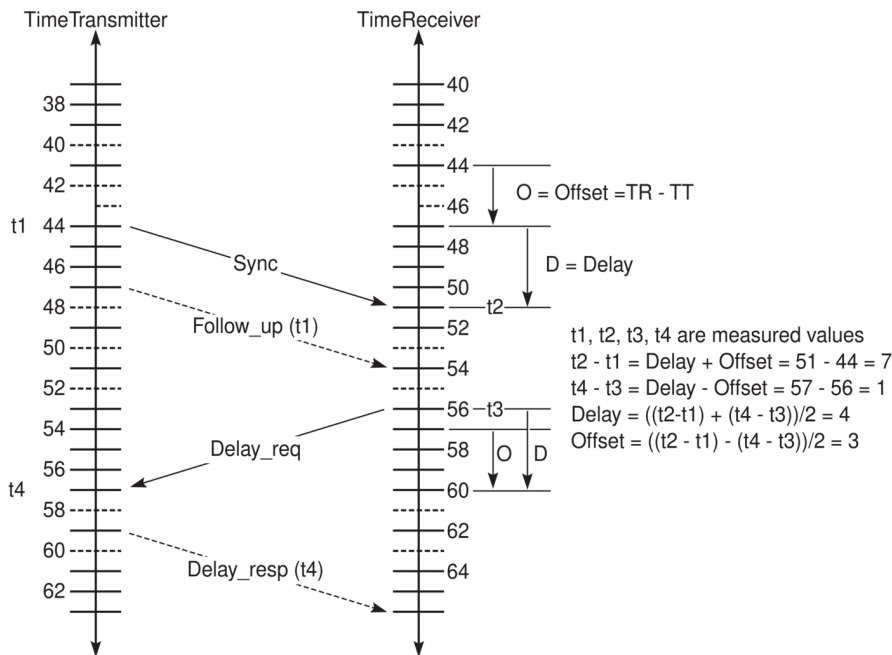 TimeTransmitter
TimeReceiver
38
40
42
44
46
48
50
52
54
56
58
60
62
t1
t4
40
42
44
46
48
50
t2
52
54
56
t3
58
60
62
64
Sync
Follow_up (t1)
Delay_req
Delay_resp (t4)
O = Offset =TR - TT
D = Delay
O
D
t1, t2, t3, t4 are measured values
t2 - t1 = Delay + Offset = 51 - 44 = 7
t4 - t3 = Delay - Offset = 57 - 56 = 1
Delay = ((t2-t1) + (t4 - t3))/2 = 4
Offset = ((t2 - t1) - (t4 - t3))/2 = 3